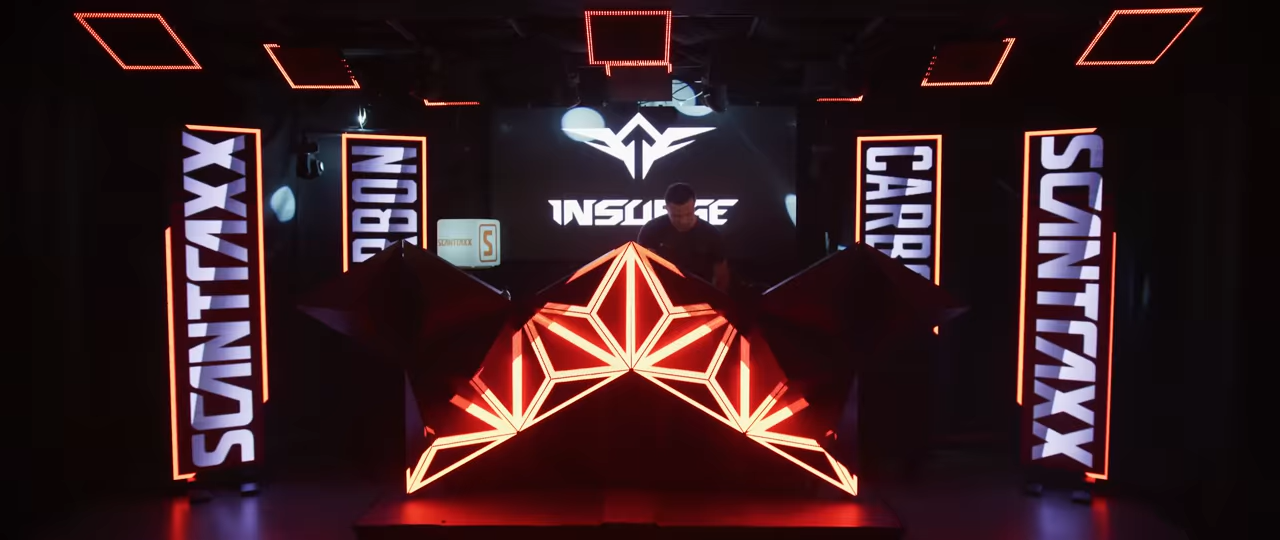 SCANTRAXX
RBON
INSURGE
SCANTRAXX
S
CARB
SCANTRAXX